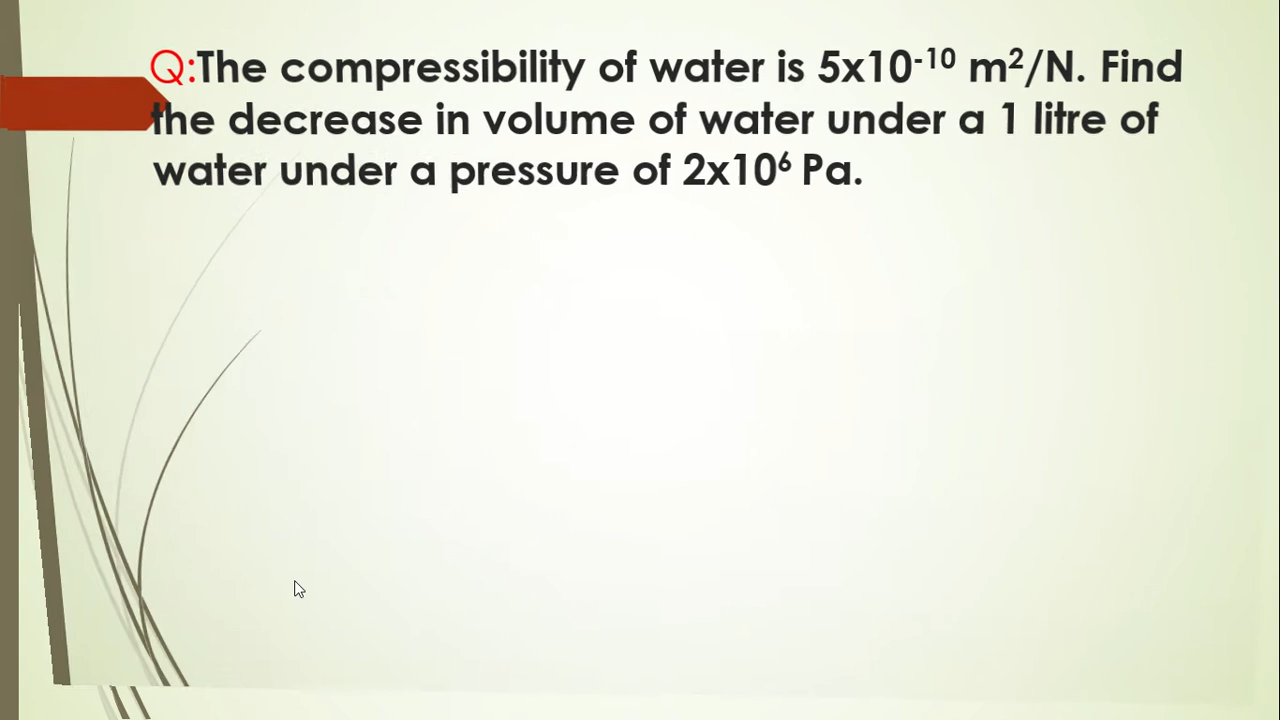 Q:The compressibility of water is 5x10⁻¹⁰ m²/N. Find
the decrease in volume of water under a 1 litre of
water under a pressure of 2x10⁶ Pa.